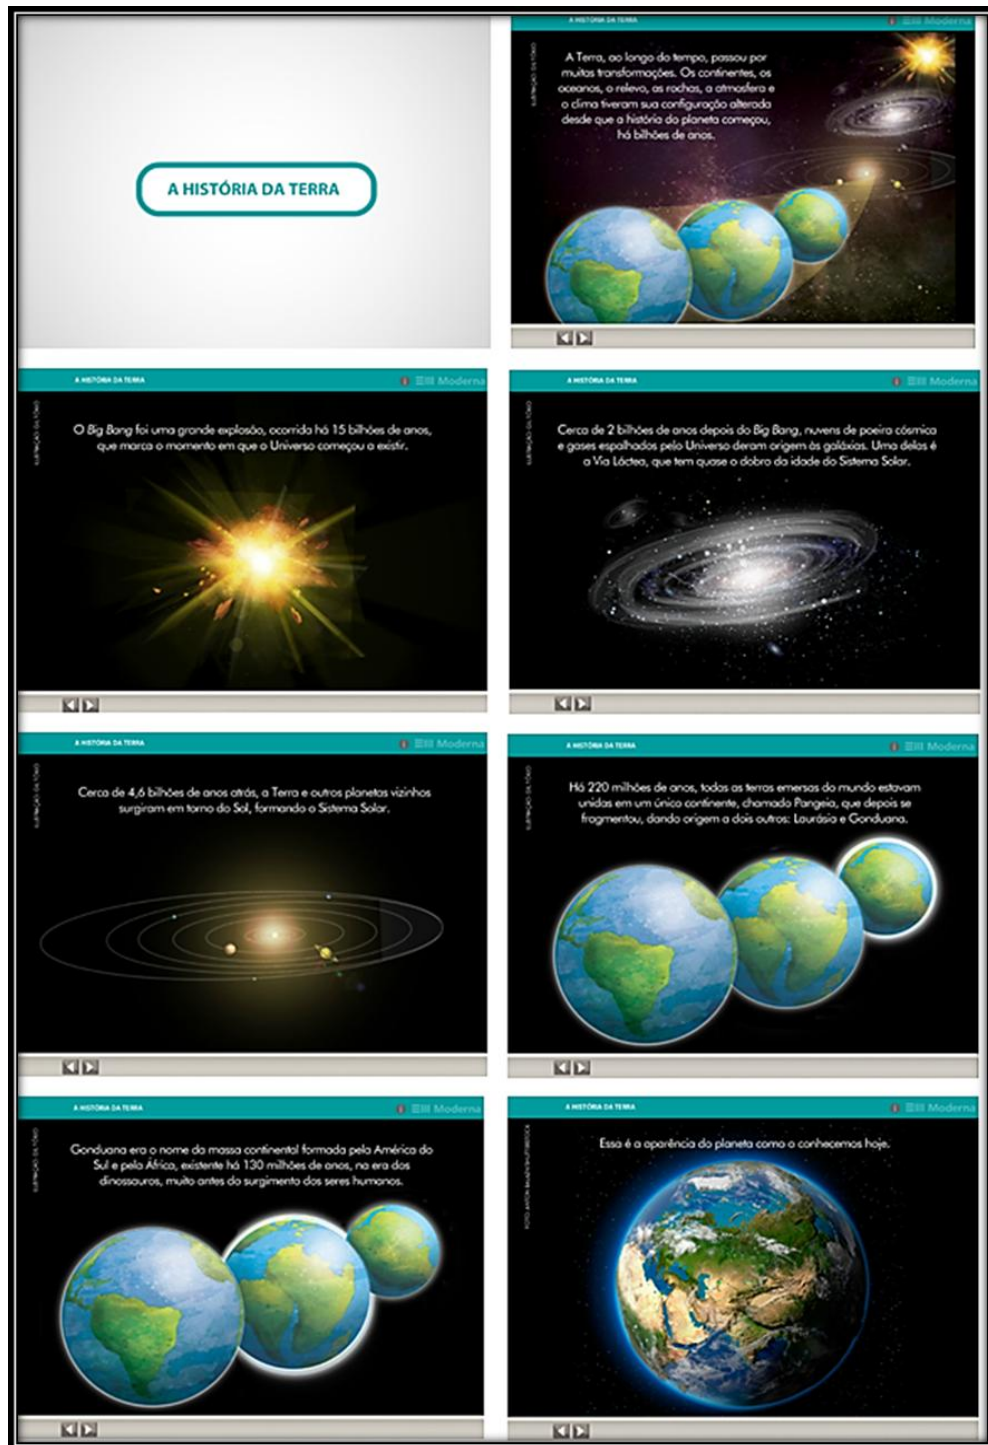 A HISTÓRIA DA TERRA
A HISTÓRIA DA TERRA
Moderna
A Terra, ao longo do tempo, passou por
muitas transformações. Os continentes, os
oceanos, o relevo, as rochas, a atmosfera e
o clima tiveram sua configuração alterada
desde que a história do planeta começou,
há bilhões de anos.
A HISTÓRIA DA TERRA
Moderna
O Big Bang foi uma grande explosão, ocorrida há 15 bilhões de anos,
que marca o momento em que o Universo começou a existir.
A HISTÓRIA DA TERRA
Moderna
Cerca de 2 bilhões de anos depois do Big Bang, nuvens de poeira cósmica
e gases espalhados pelo Universo deram origem às galáxias. Uma delas é
a Via Láctea, que tem quase o dobro da idade do Sistema Solar.
A HISTÓRIA DA TERRA
Moderna
Cerca de 4,6 bilhões de anos atrás, a Terra e outros planetas vizinhos
surgiram em torno do Sol, formando o Sistema Solar.
A HISTÓRIA DA TERRA
Moderna
Há 220 milhões de anos, todas as terras emersas do mundo estavam
unidas em um único continente, chamado Pangeia, que depois se
fragmentou, dando origem a dois outros: Laurásia e Gonduana.
A HISTÓRIA DA TERRA
Moderna
Gonduana era o nome da massa continental formada pela América do
Sul e pela África, existente há 130 milhões de anos, na era dos
dinossauros, muito antes do surgimento dos seres humanos.
A HISTÓRIA DA TERRA
Moderna
Essa é a aparência do planeta como o conhecemos hoje.